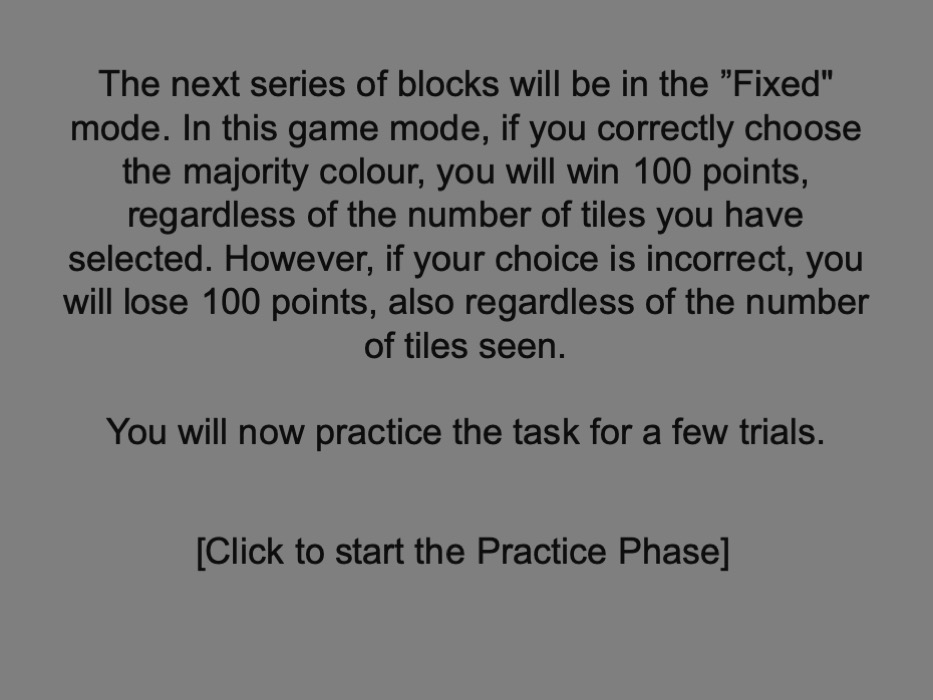 The next series of blocks will be in the ”Fixed"
mode. In this game mode, if you correctly choose
the majority colour, you will win 100 points,
regardless of the number of tiles you have
selected. However, if your choice is incorrect, you
will lose 100 points, also regardless of the number
of tiles seen.
You will now practice the task for a few trials.
[Click to start the Practice Phase]